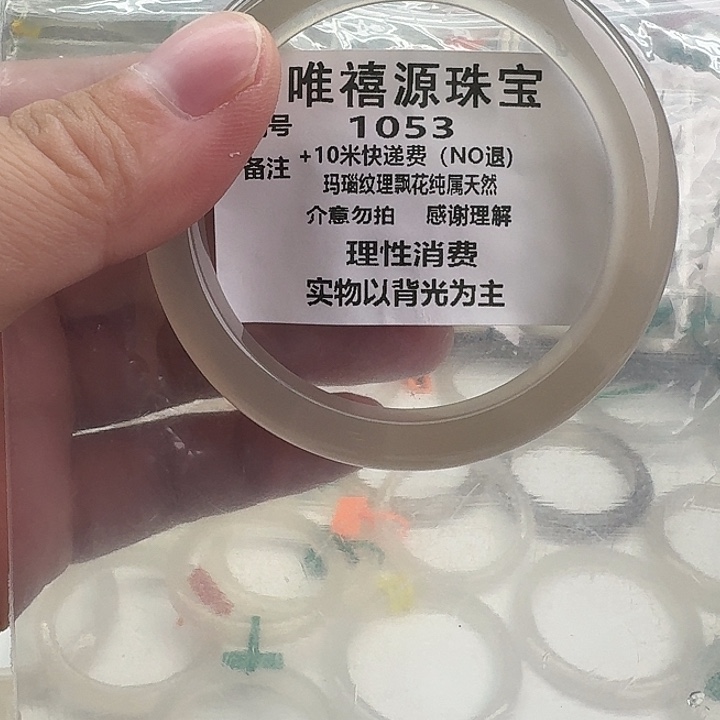 唯禧源珠宝
号 1053
备注 +10米快递费（NO退)
玛瑙纹理飘花纯属天然
介意勿拍 感谢理解
理性消费
实物以背光为主